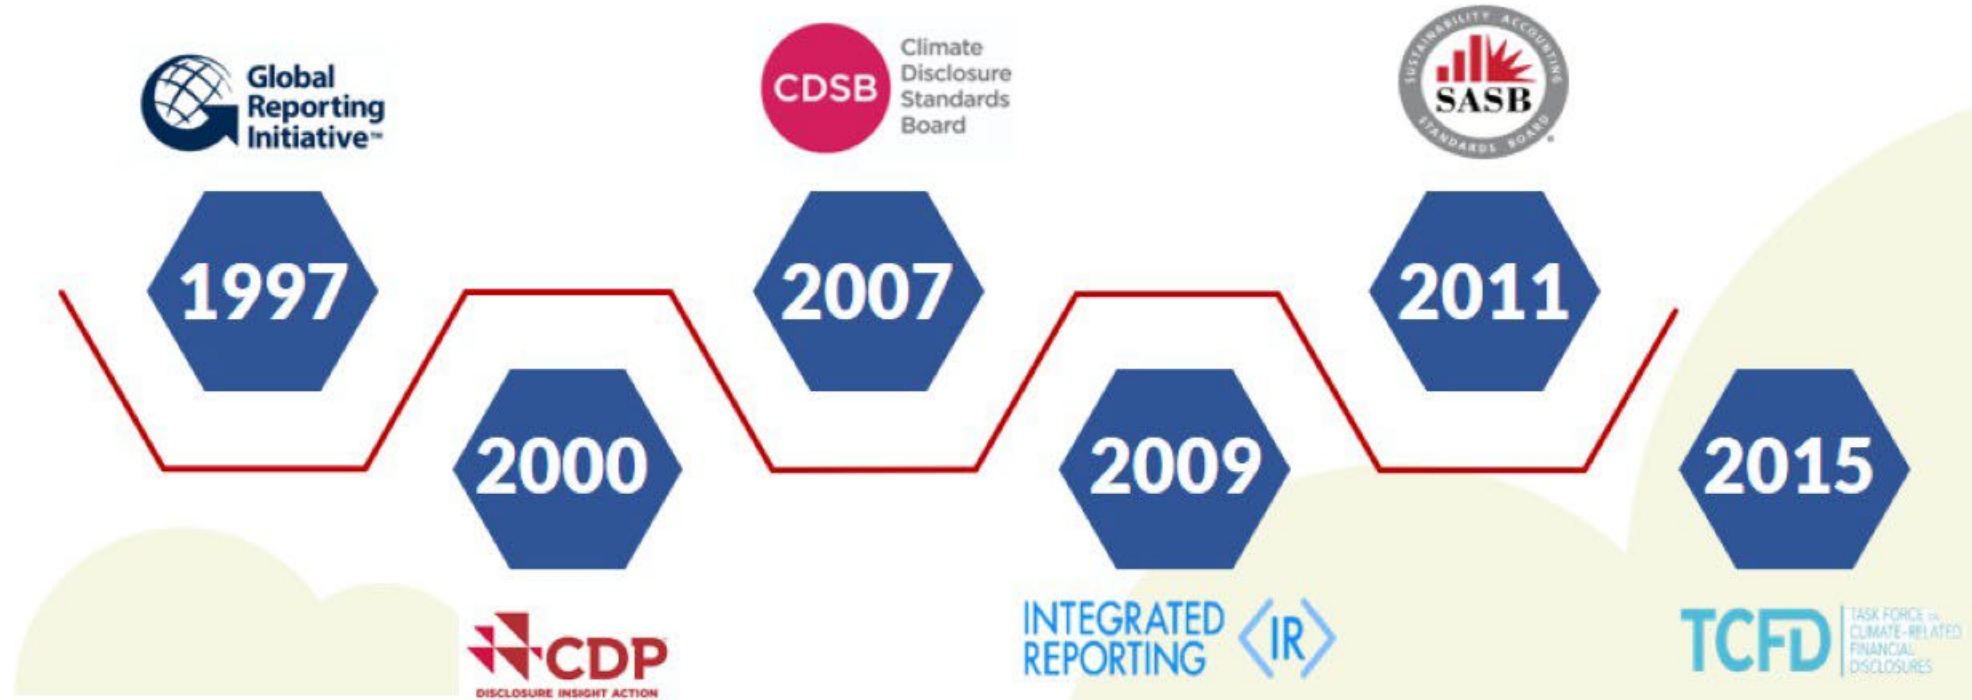 Global
Reporting
Initiative™
1997
CDP
DISCLOSURE INSIGHT ACTION
2000
CDSB
Climate
Disclosure
Standards
Board
2007
INTEGRATED
REPORTING
<IR>
2009
SUSTAINABILITY ACCOUNTING
SASB
STANDARDS BOARD
2011
TCFD
TASK FORCE ON
CLIMATE-RELATED
FINANCIAL
DISCLOSURES
2015